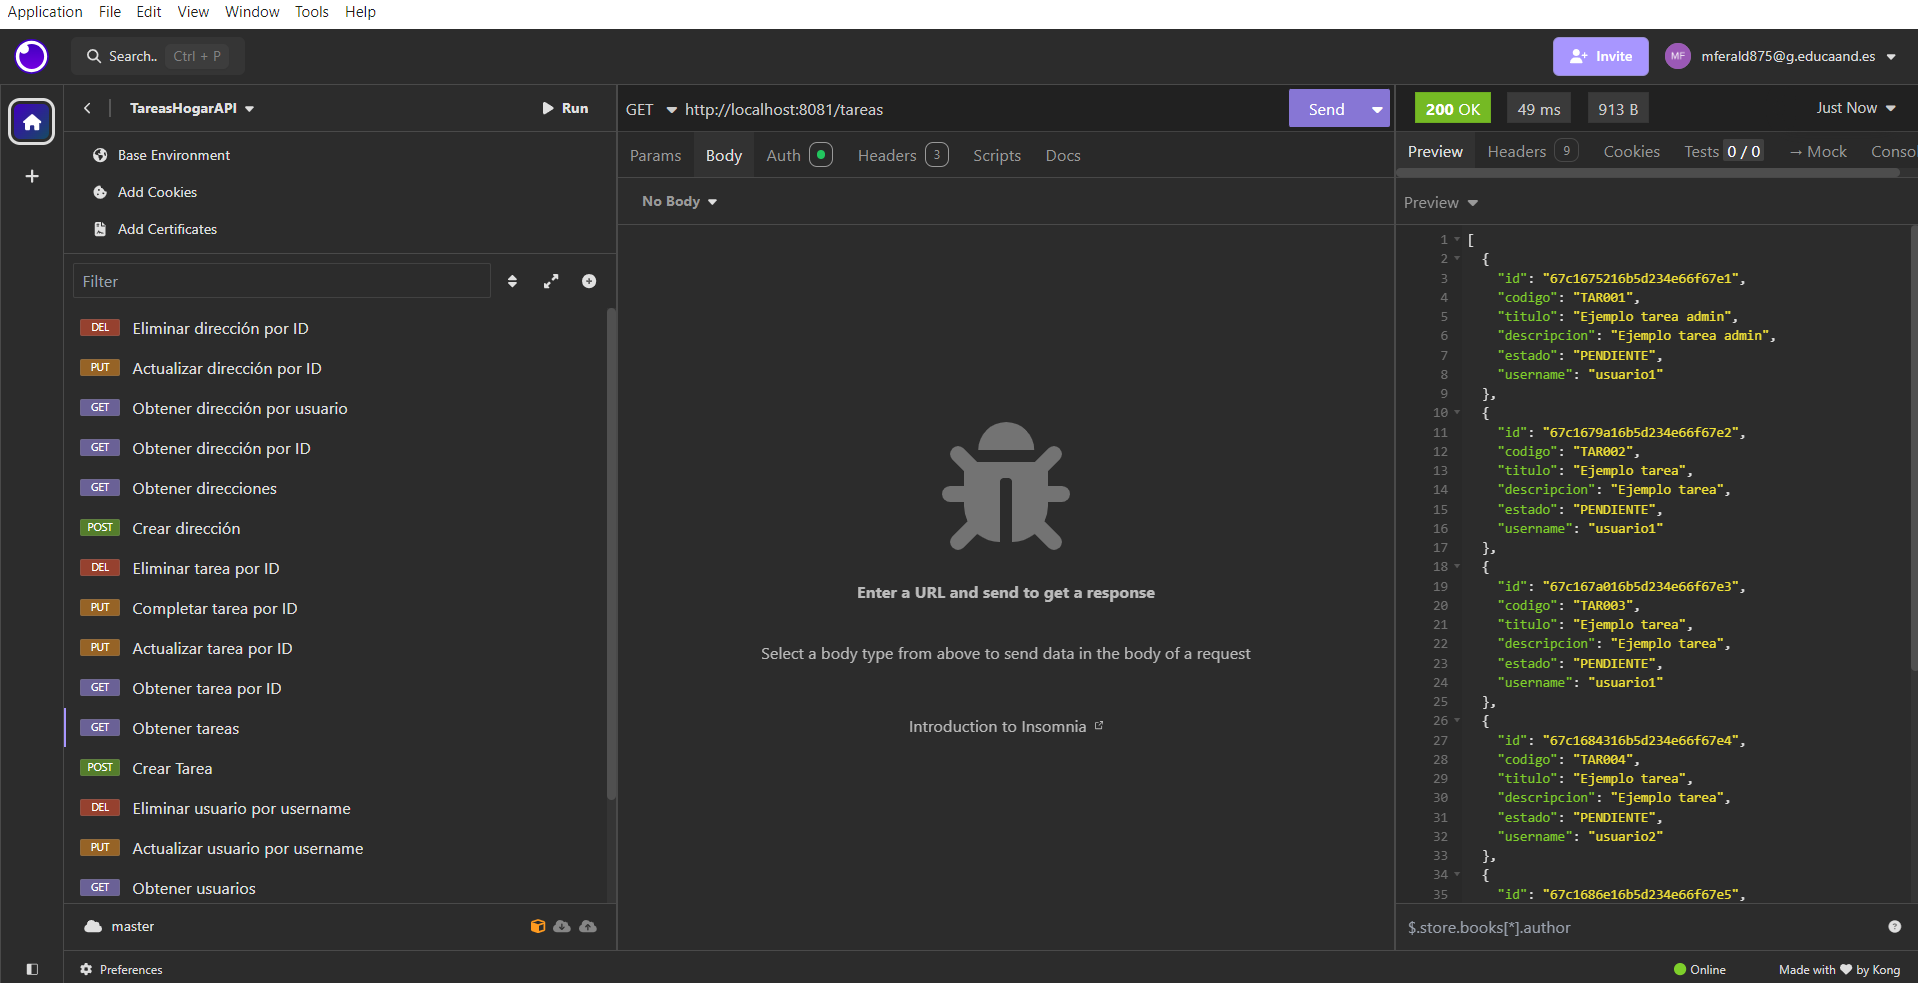 Application File Edit View Window Tools Help
Search.. Ctrl + P
Invite
MF mferald875@g.educaand.es
TareasHogarAPI
Run
Base Environment
Add Cookies
Add Certificates
Filter
DEL Eliminar dirección por ID
PUT Actualizar dirección por ID
GET Obtener dirección por usuario
GET Obtener dirección por ID
GET Obtener direcciones
POST Crear dirección
DEL Eliminar tarea por ID
PUT Completar tarea por ID
PUT Actualizar tarea por ID
GET Obtener tarea por ID
GET Obtener tareas
POST Crear Tarea
DEL Eliminar usuario por username
PUT Actualizar usuario por username
GET Obtener usuarios
master
Preferences
GET http://localhost:8081/tareas Send
Params Body Auth Headers 3 Scripts Docs
No Body
Enter a URL and send to get a response
Select a body type from above to send data in the body of a request
Introduction to Insomnia
200 OK 49 ms 913 B Just Now
Preview Headers 9 Cookies Tests 0 / 0 → Mock Consol
Preview
1 [
2 {
3 "id": "67c1675216b5d234e66f67e1",
4 "codigo": "TAR001",
5 "titulo": "Ejemplo tarea admin",
6 "descripcion": "Ejemplo tarea admin",
7 "estado": "PENDIENTE",
8 "username": "usuario1"
9 },
10 {
11 "id": "67c1679a16b5d234e66f67e2",
12 "codigo": "TAR002",
13 "titulo": "Ejemplo tarea",
14 "descripcion": "Ejemplo tarea",
15 "estado": "PENDIENTE",
16 "username": "usuario1"
17 },
18 {
19 "id": "67c167a016b5d234e66f67e3",
20 "codigo": "TAR003",
21 "titulo": "Ejemplo tarea",
22 "descripcion": "Ejemplo tarea",
23 "estado": "PENDIENTE",
24 "username": "usuario1"
25 },
26 {
27 "id": "67c1684316b5d234e66f67e4",
28 "codigo": "TAR004",
29 "titulo": "Ejemplo tarea",
30 "descripcion": "Ejemplo tarea",
31 "estado": "PENDIENTE",
32 "username": "usuario2"
33 },
34 {
35 "id": "67c1686e16b5d234e66f67e5",
$.store.books[*].author
Online
Made with ♥ by Kong